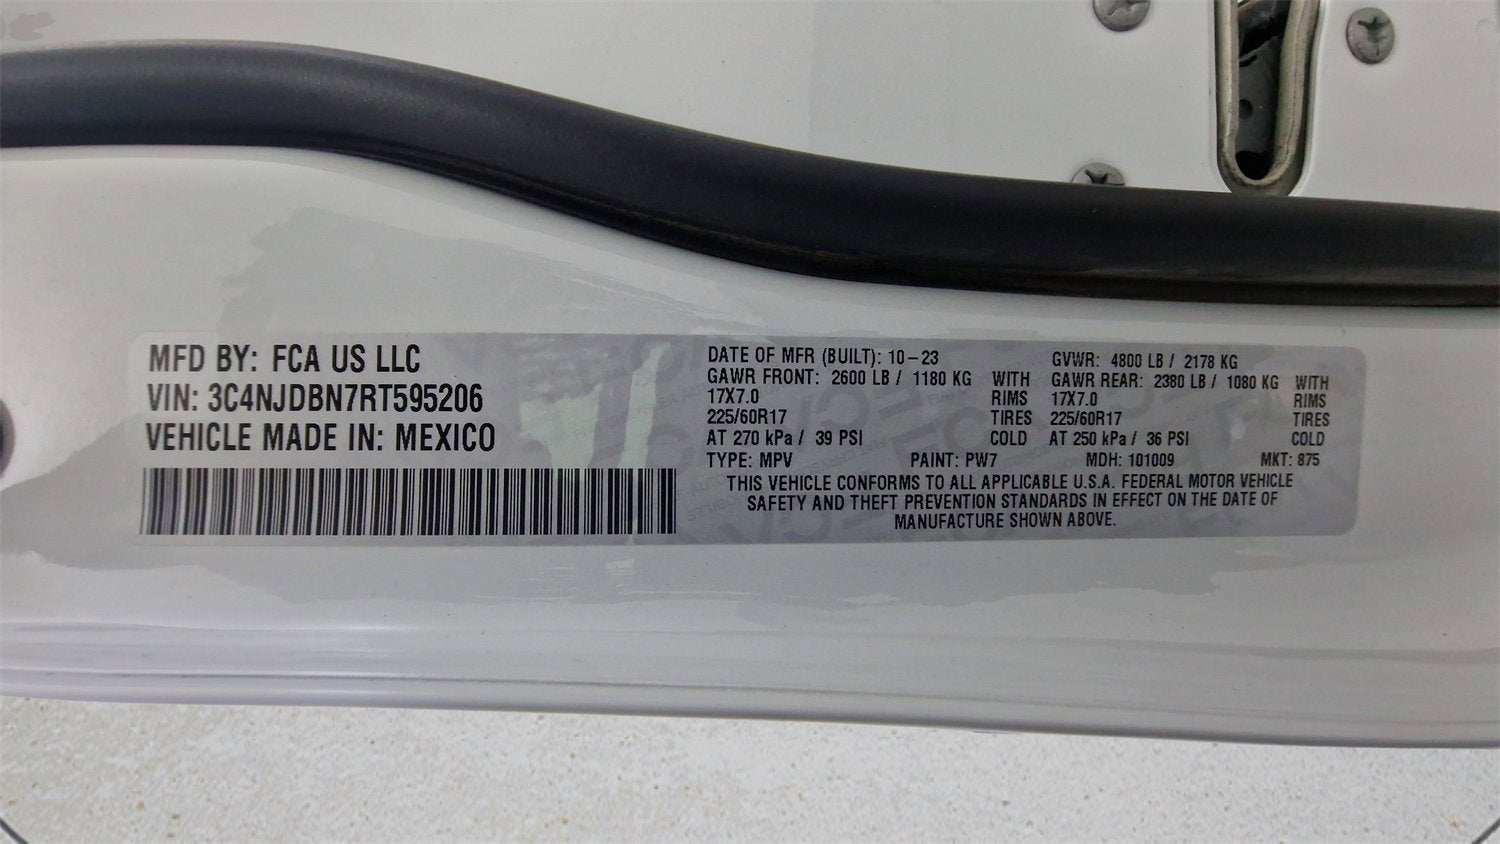 MFD BY: FCA US LLC
VIN: 3C4NJDBN7RT595206
VEHICLE MADE IN: MEXICO
DATE OF MFR (BUILT): 10-23
GVWR: 4800 LB / 2178 KG
GAWR FRONT: 2600 LB / 1180 KG WITH
17X7.0 RIMS
225/60R17 TIRES
AT 270 kPa / 39 PSI COLD
GAWR REAR: 2380 LB / 1080 KG WITH
17X7.0 RIMS
225/60R17 TIRES
AT 250 kPa / 36 PSI COLD
TYPE: MPV PAINT: PW7 MDH: 101009 MKT: 875
THIS VEHICLE CONFORMS TO ALL APPLICABLE U.S.A. FEDERAL MOTOR VEHICLE
SAFETY AND THEFT PREVENTION STANDARDS IN EFFECT ON THE DATE OF
MANUFACTURE SHOWN ABOVE.